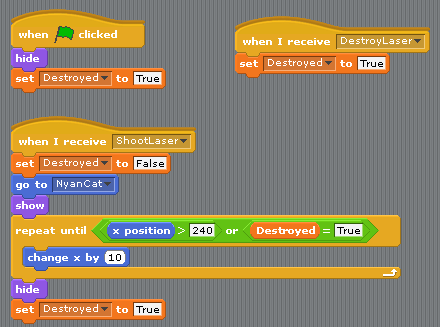 when clicked
hide
set Destroyed to True
when I receive DestroyLaser
set Destroyed to True
when I receive ShootLaser
set Destroyed to False
go to NyanCat
show
repeat until x position > 240 or Destroyed = True
change x by 10
hide
set Destroyed to True